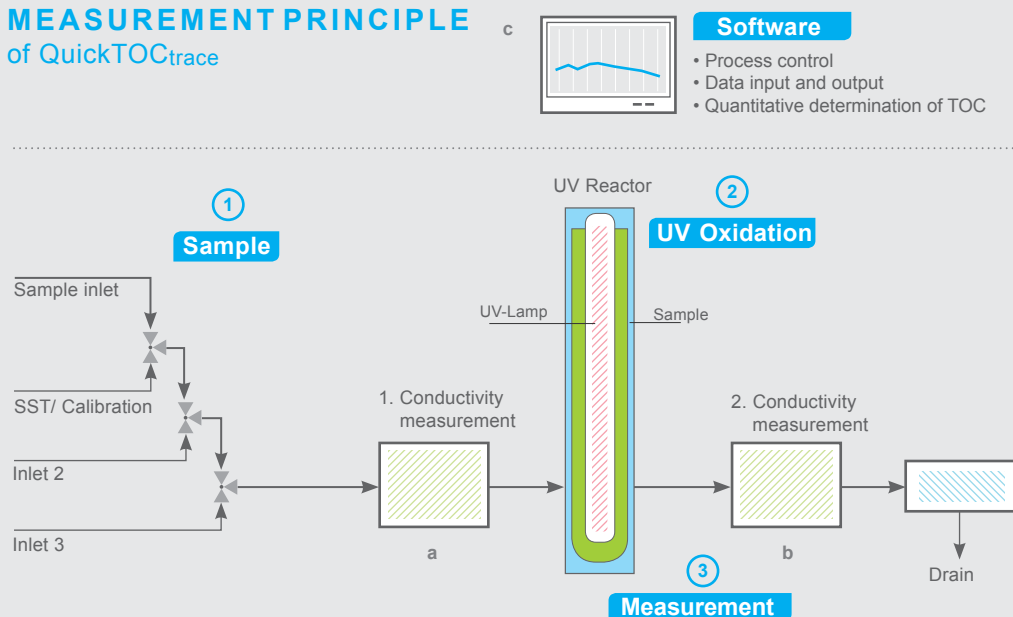 MEASUREMENT PRINCIPLE
of QuickTOCtrace
c
Software
• Process control
• Data input and output
• Quantitative determination of TOC
1
Sample
UV Reactor
2
UV Oxidation
Sample inlet
UV-Lamp
Sample
SST/ Calibration
1. Conductivity
measurement
2. Conductivity
measurement
Inlet 2
Inlet 3
a
b
3
Measurement
Drain